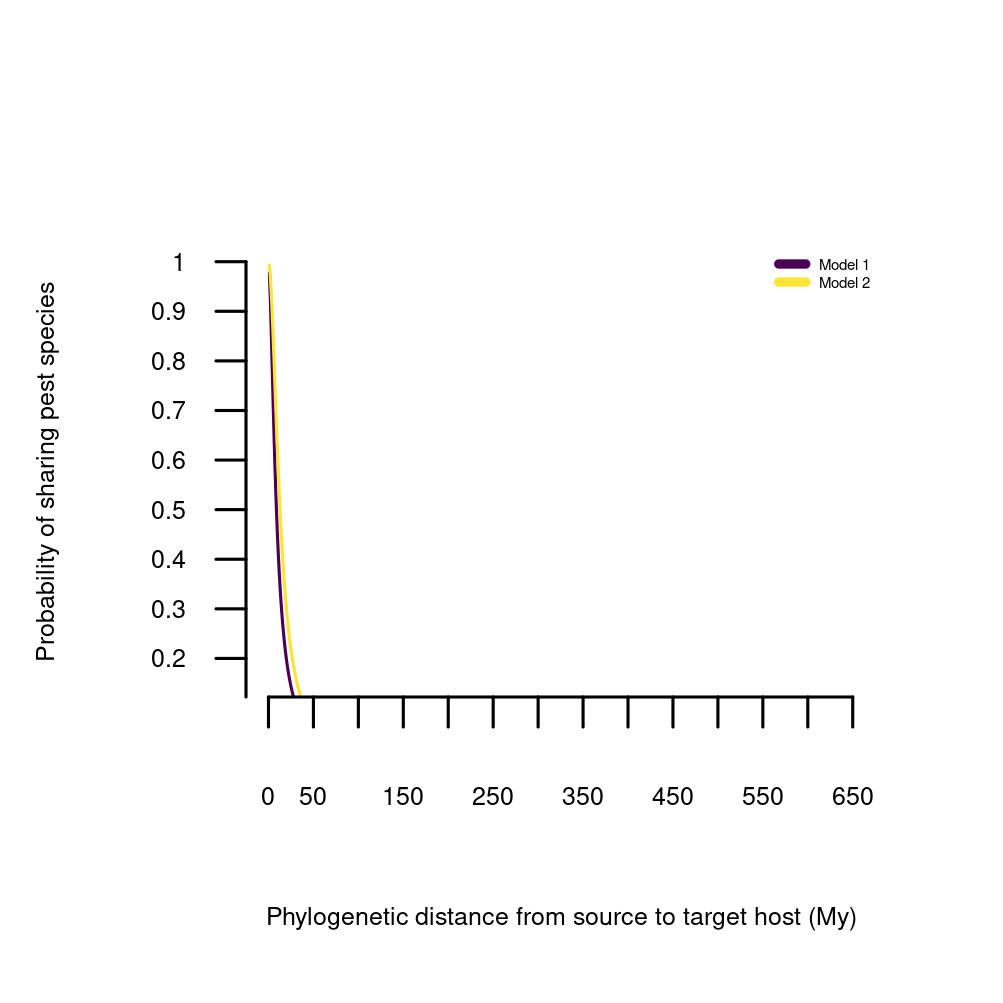 Model 1
Model 2
Probability of sharing pest species
1
0.9
0.8
0.7
0.6
0.5
0.4
0.3
0.2
0 50 150 250 350 450 550 650
Phylogenetic distance from source to target host (My)